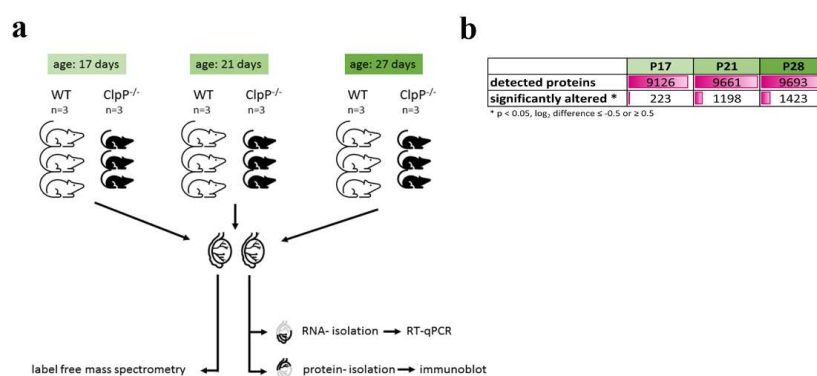 a
age: 17 days age: 21 days age: 27 days
WT ClpP-/- WT ClpP-/- WT ClpP-/-
n=3 n=3 n=3 n=3 n=3 n=3
RNA- isolation RT-qPCR
label free mass spectrometry protein- isolation immunoblot
b
P17 P21 P28
detected proteins 9126 9661 9693
significantly altered * 223 1198 1423
* p < 0.05, log₂ difference ≤ -0.5 or ≥ 0.5